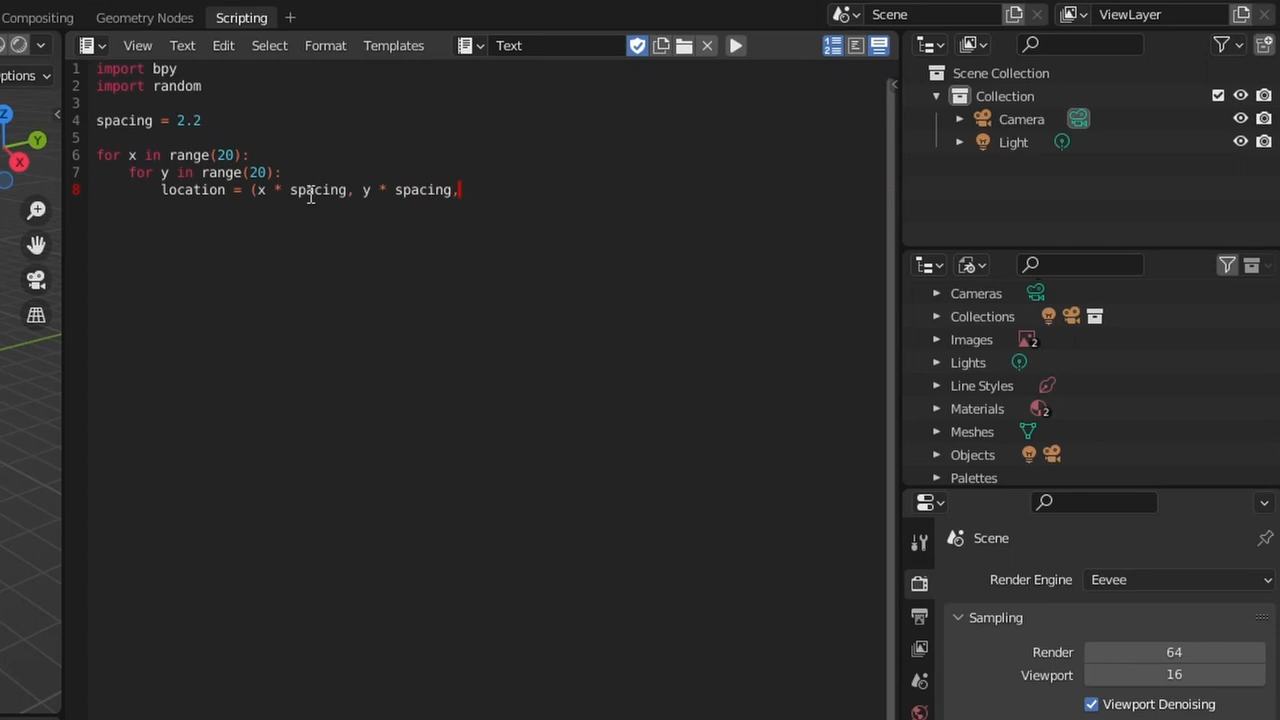 Compositing Geometry Nodes Scripting + Scene ViewLayer
View Text Edit Select Format Templates Text
ptions
Z
Y
X
1 import bpy
2 import random
3
4 spacing = 2.2
5
6 for x in range(20):
7 for y in range(20):
8 location = (x * spacing, y * spacing,
Scene Collection
Collection
Camera
Light
Cameras
Collections
Images 2
Lights
Line Styles
Materials 2
Meshes
Objects
Palettes
Scene
Render Engine Eevee
Sampling
Render 64
Viewport 16
Viewport Denoising